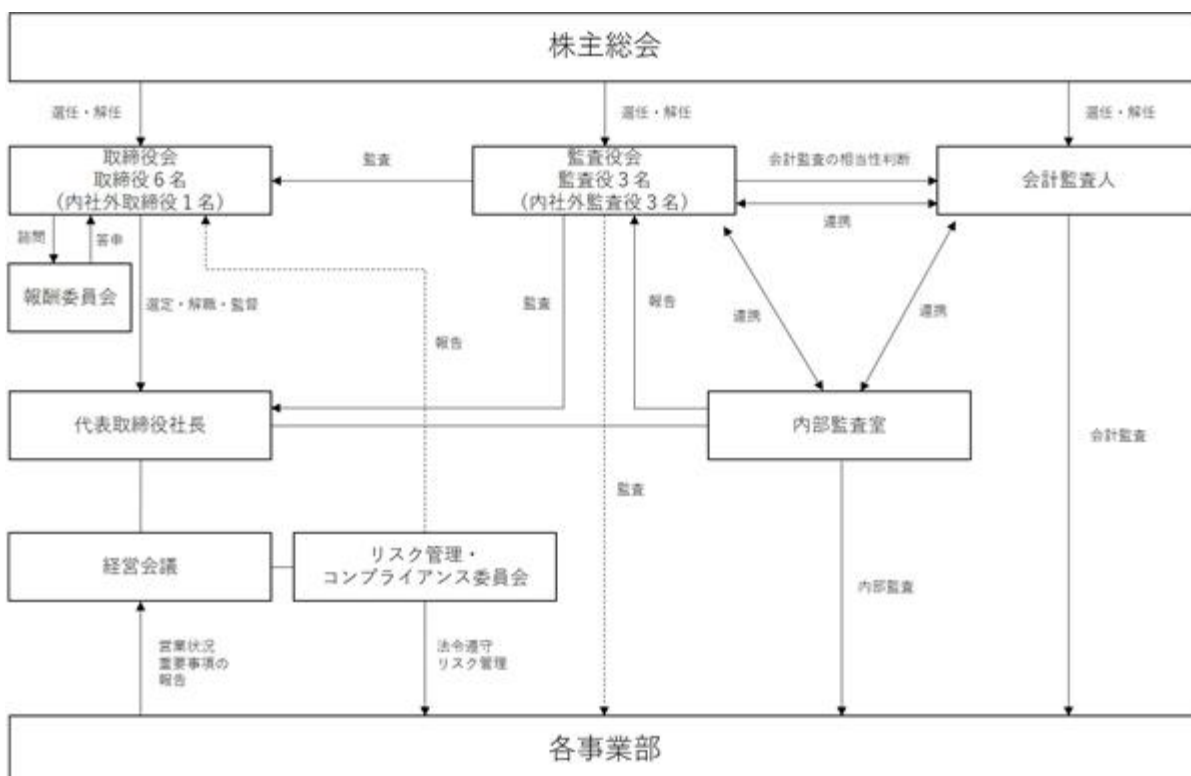 株主総会
選任・解任
選任・解任
選任・解任
取締役会
取締役6名
（内社外取締役1名）
監査
監査役会
監査役3名
（内社外監査役3名）
会計監査の相当性判断
連携
会計監査人
諮問
答申
報酬委員会
選定・解職・監督
報告
監査
報告
連携
連携
代表取締役社長
内部監査室
会計監査
監査
経営会議
リスク管理・
コンプライアンス委員会
内部監査
営業状況
重要事項の
報告
法令遵守
リスク管理
各事業部